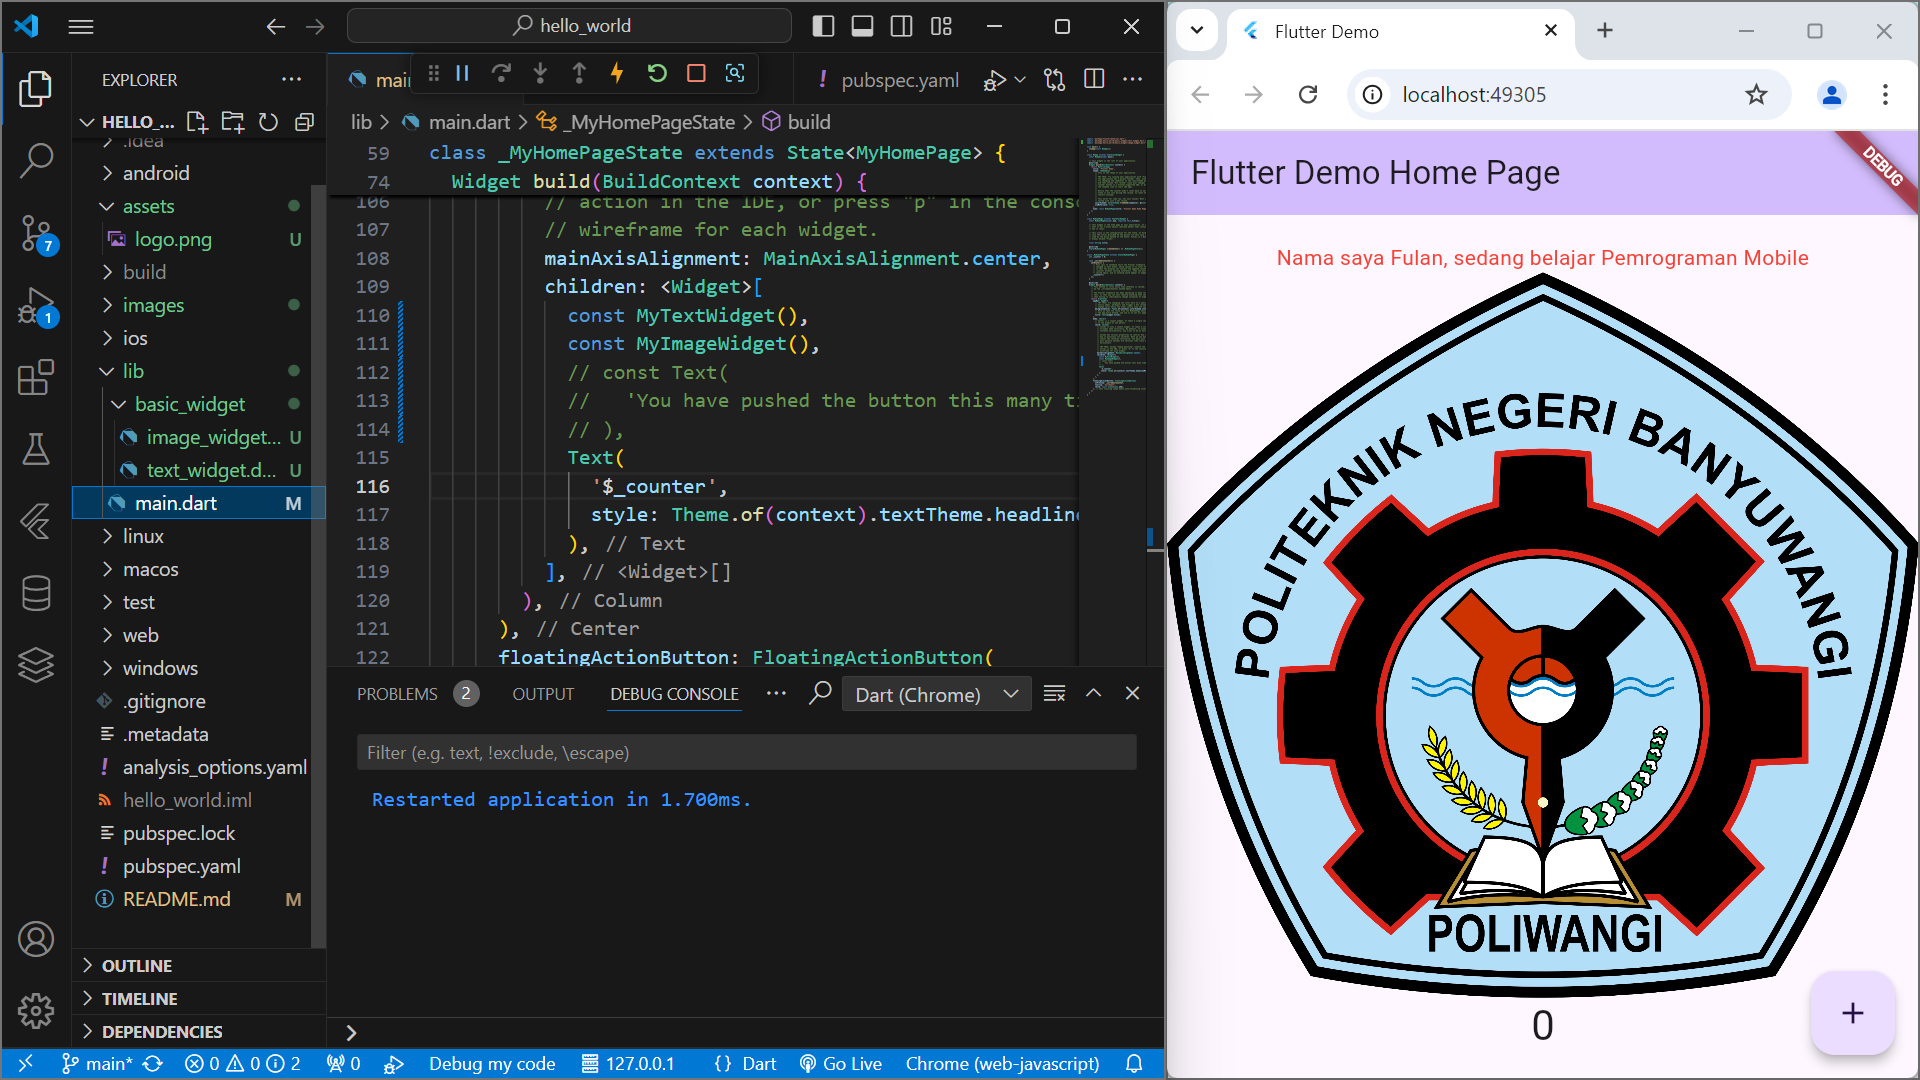 hello_world
EXPLORER
HELLO_...
.idea
android
assets
logo.png U
build
images
ios
lib
basic_widget
image_widget... U
text_widget.d... U
main.dart M
linux
macos
test
web
windows
.gitignore
.metadata
! analysis_options.yaml
hello_world.iml
pubspec.lock
! pubspec.yaml
README.md M
OUTLINE
TIMELINE
DEPENDENCIES
7
1
! pubspec.yaml
lib > main.dart > _MyHomePageState > build
59 class _MyHomePageState extends State<MyHomePage> {
74 Widget build(BuildContext context) {
106 // action in the IDE, or press "p" in the conso
107 // wireframe for each widget.
108 mainAxisAlignment: MainAxisAlignment.center,
109 children: <Widget>[
110 const MyTextWidget(),
111 const MyImageWidget(),
112 // const Text(
113 //   'You have pushed the button this many ti
114 // ),
115 Text(
116 '$_counter',
117 style: Theme.of(context).textTheme.headline
118 ), // Text
119 ], // <Widget>[]
120 ), // Column
121 ), // Center
122 floatingActionButton: FloatingActionButton(
PROBLEMS 2 OUTPUT DEBUG CONSOLE ... Dart (Chrome)
Filter (e.g. text, !exclude, \escape)
Restarted application in 1.700ms.
main* 0 0 2 0 Debug my code 127.0.0.1 {} Dart Go Live Chrome (web-javascript)
Flutter Demo
localhost:49305
Flutter Demo Home Page
DEBUG
Nama saya Fulan, sedang belajar Pemrograman Mobile
POLITEKNIK NEGERI BANYUWANGI
POLIWANGI
0
+